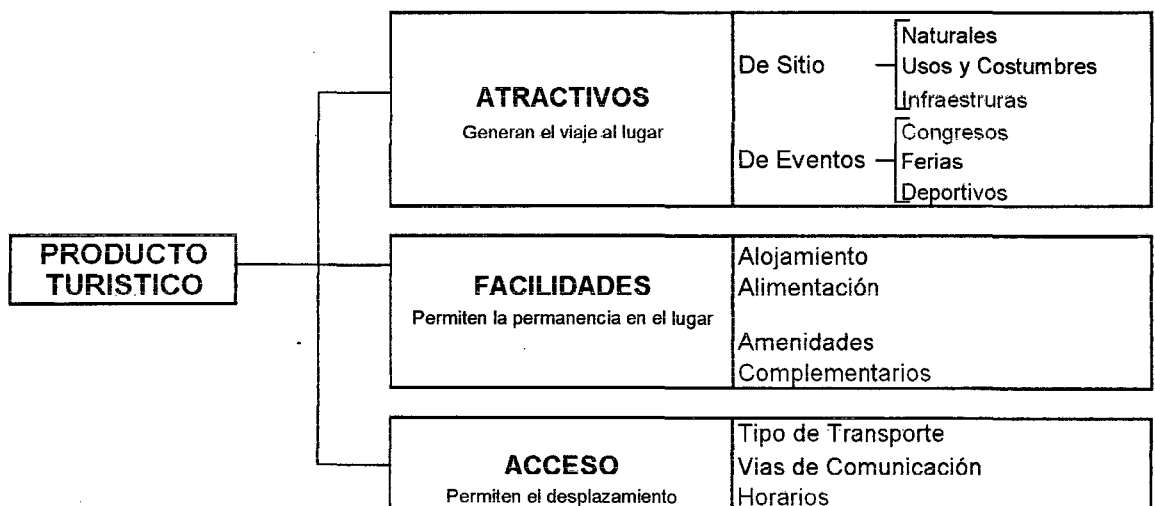 PRODUCTO
TURISTICO
ATRACTIVOS
Generan el viaje al lugar
De Sitio
Naturales
Usos y Costumbres
Infraestruras
De Eventos
Congresos
Ferias
Deportivos
FACILIDADES
Permiten la permanencia en el lugar
Alojamiento
Alimentación
Amenidades
Complementarios
ACCESO
Permiten el desplazamiento
Tipo de Transporte
Vias de Comunicación
Horarios